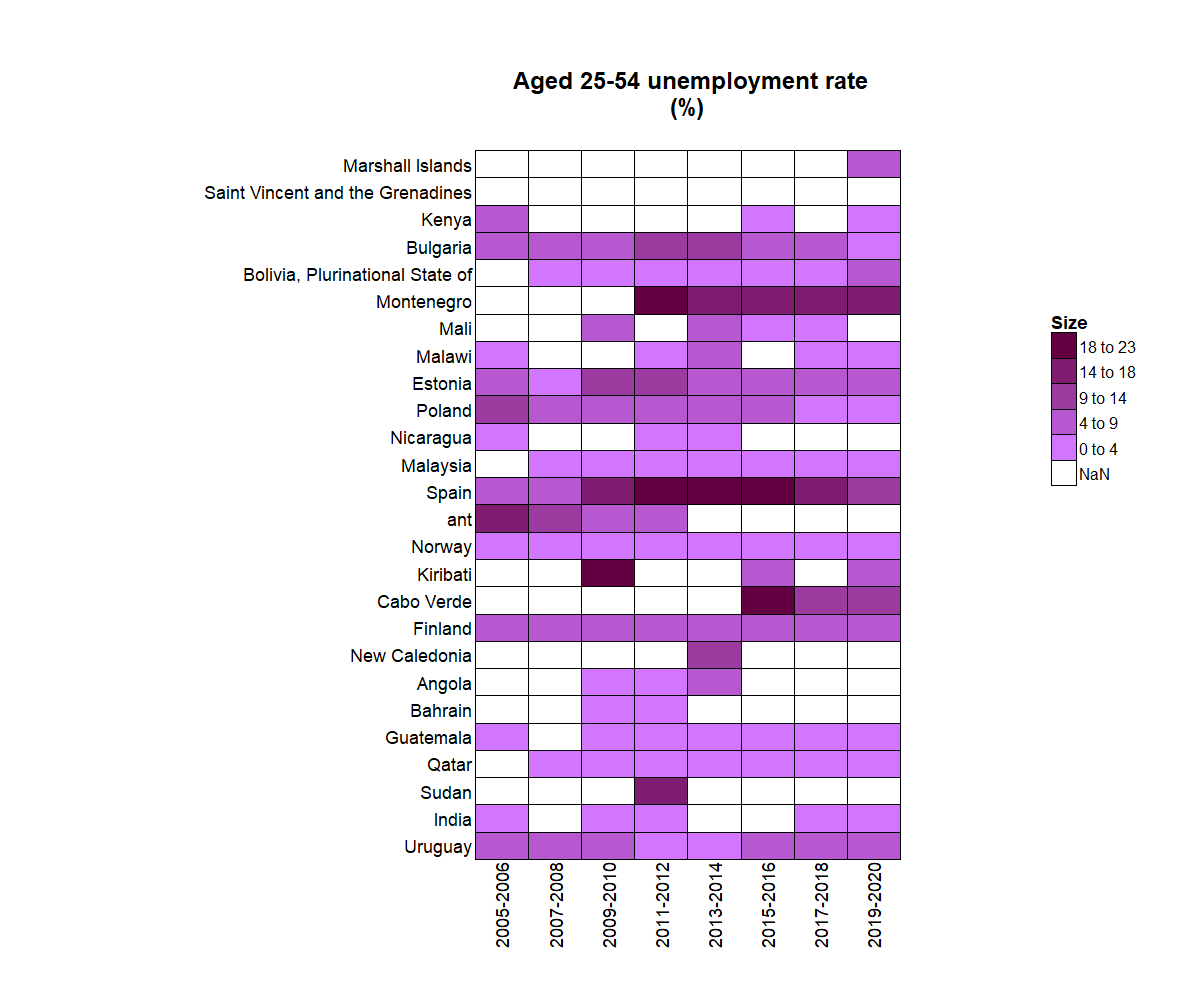 Aged 25-54 unemployment rate
(%)
Marshall Islands
Saint Vincent and the Grenadines
Kenya
Bulgaria
Bolivia, Plurinational State of
Montenegro
Mali
Malawi
Estonia
Poland
Nicaragua
Malaysia
Spain
ant
Norway
Kiribati
Cabo Verde
Finland
New Caledonia
Angola
Bahrain
Guatemala
Qatar
Sudan
India
Uruguay
2005-2006
2007-2008
2009-2010
2011-2012
2013-2014
2015-2016
2017-2018
2019-2020
Size
18 to 23
14 to 18
9 to 14
4 to 9
0 to 4
NaN